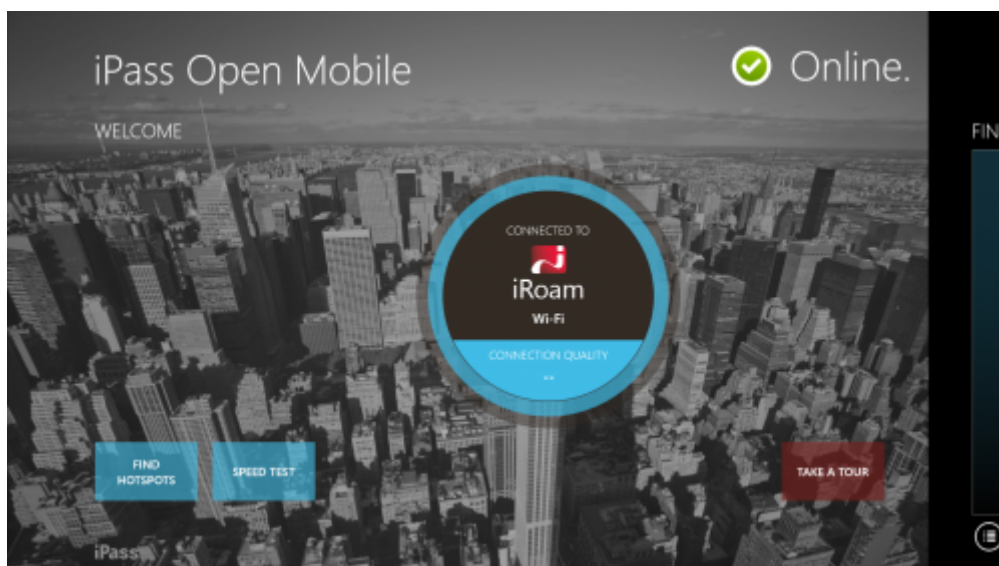 iPass Open Mobile
Online.
WELCOME
FIN
CONNECTED TO
iRoam
Wi-Fi
CONNECTION QUALITY
--
FIND
HOTSPOTS
SPEED TEST
TAKE A TOUR
iPass